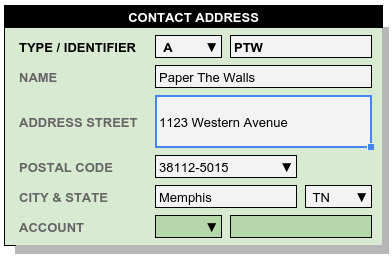 CONTACT ADDRESS
TYPE / IDENTIFIER A PTW
NAME Paper The Walls
ADDRESS STREET 1123 Western Avenue
POSTAL CODE 38112-5015
CITY & STATE Memphis TN
ACCOUNT